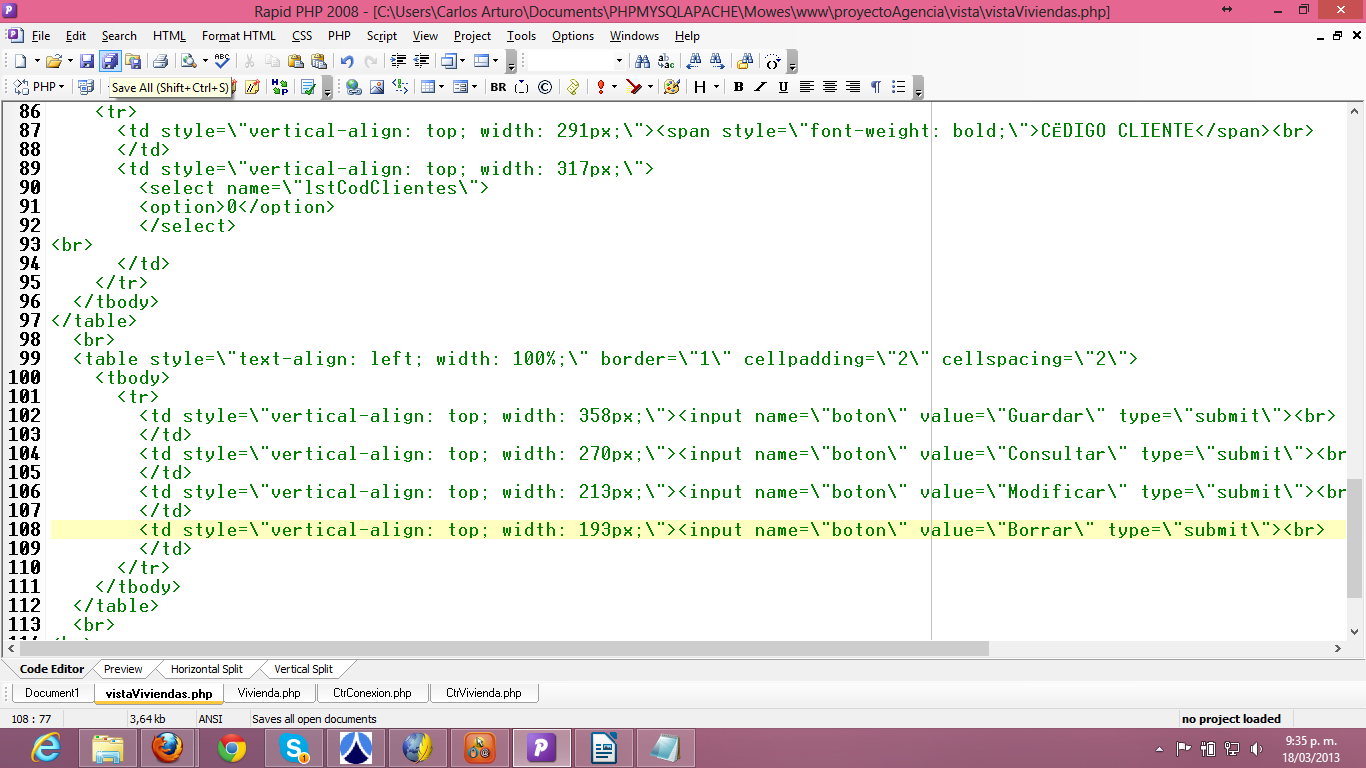 Rapid PHP 2008 - [C:\Users\Carlos Arturo\Documents\PHPMYSQLAPACHE\Mowes\www\proyectoAgencia\vista\vistaViviendas.php]
File Edit Search HTML Format HTML CSS PHP Script View Project Tools Options Windows Help
PHP
Save All (Shift+Ctrl+S)
BR
H
B I U
86 <tr>
87 <td style=\"vertical-align: top; width: 291px;\"><span style=\"font-weight: bold;\">CËDIGO CLIENTE</span><br>
88 </td>
89 <td style=\"vertical-align: top; width: 317px;\">
90 <select name=\"lstCodClientes\">
91 <option>0</option>
92 </select>
93 <br>
94 </td>
95 </tr>
96 </tbody>
97 </table>
98 <br>
99 <table style=\"text-align: left; width: 100%;\" border=\"1\" cellpadding=\"2\" cellspacing=\"2\">
100 <tbody>
101 <tr>
102 <td style=\"vertical-align: top; width: 358px;\"><input name=\"boton\" value=\"Guardar\" type=\"submit\"><br>
103 </td>
104 <td style=\"vertical-align: top; width: 270px;\"><input name=\"boton\" value=\"Consultar\" type=\"submit\"><br
105 </td>
106 <td style=\"vertical-align: top; width: 213px;\"><input name=\"boton\" value=\"Modificar\" type=\"submit\"><br
107 </td>
108 <td style=\"vertical-align: top; width: 193px;\"><input name=\"boton\" value=\"Borrar\" type=\"submit\"><br>
109 </td>
110 </tr>
111 </tbody>
112 </table>
113 <br>
Code Editor Preview Horizontal Split Vertical Split
Document1 vistaViviendas.php Vivienda.php CtrConexion.php CtrVivienda.php
108 : 77 3,64 kb ANSI Saves all open documents no project loaded
9:35 p. m.
18/03/2013